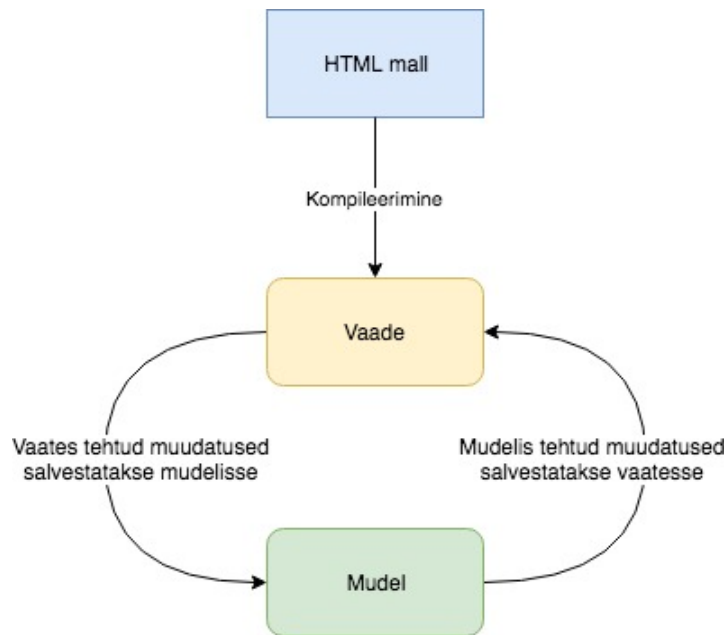 HTML mall
Kompileerimine
Vaade
Vaates tehtud muudatused
salvestatakse mudelisse
Mudelis tehtud muudatused
salvestatakse vaatesse
Mudel